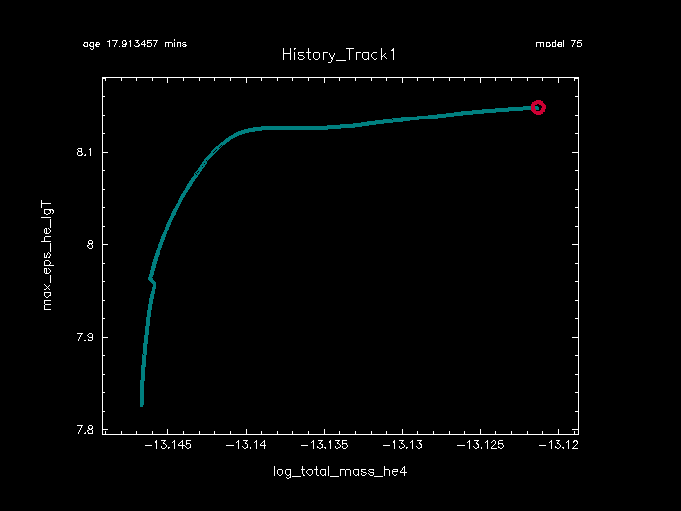 age 17.913457 mins
model 75
History_Track1
8.1
8
7.9
7.8
max_eps_he_lgT
−13.145 −13.14 −13.135 −13.13 −13.125 −13.12
log_total_mass_he4